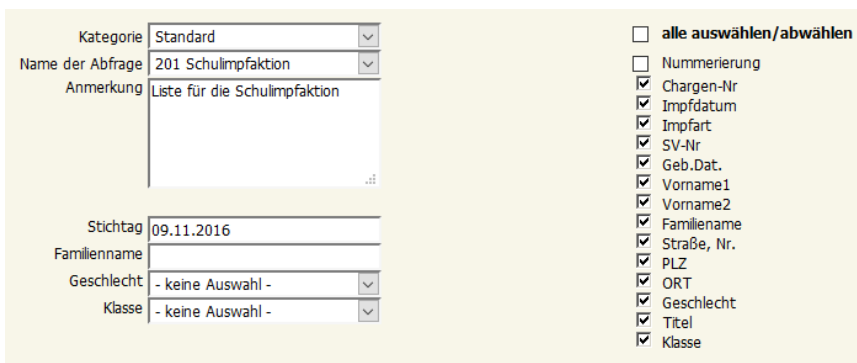 Kategorie Standard
Name der Abfrage 201 Schulimpfaktion
Anmerkung Liste für die Schulimpfaktion
Stichtag 09.11.2016
Familienname
Geschlecht - keine Auswahl -
Klasse - keine Auswahl -
alle auswählen/abwählen
Nummerierung
Chargen-Nr
Impfdatum
Impfart
SV-Nr
Geb.Dat.
Vorname1
Vorname2
Familiename
Straße, Nr.
PLZ
ORT
Geschlecht
Titel
Klasse